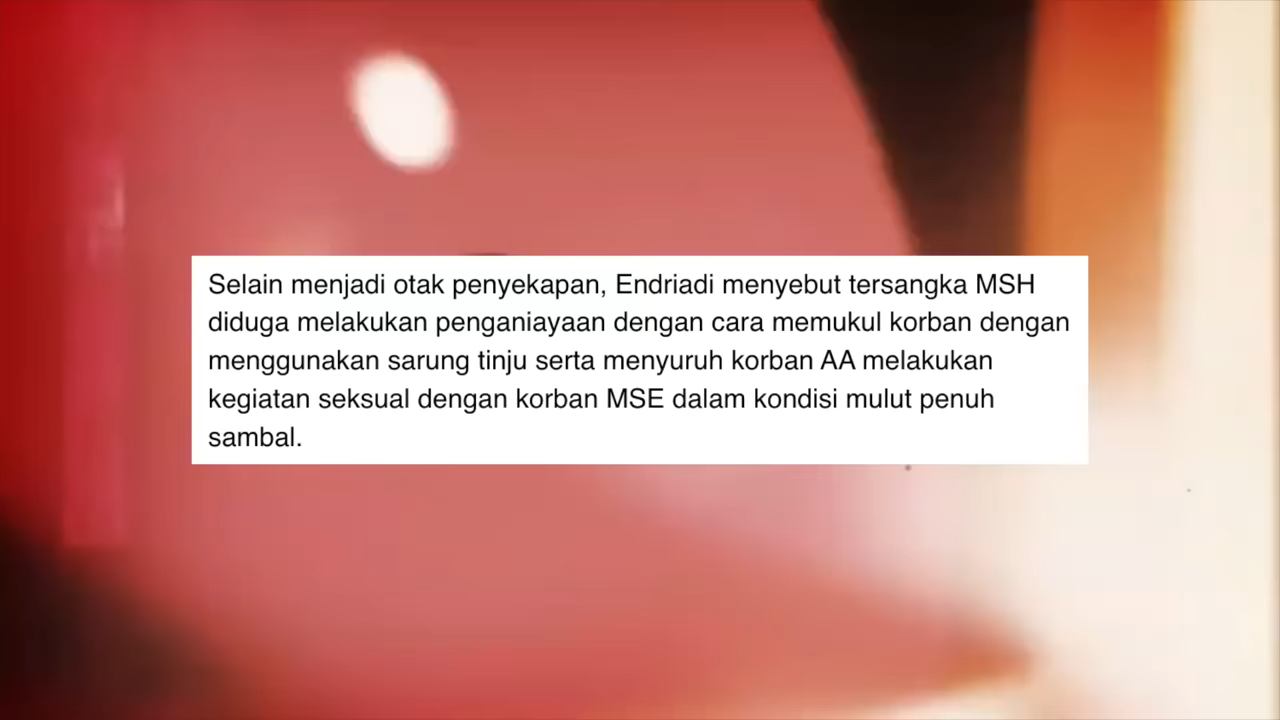 Selain menjadi otak penyekapan, Endriadi menyebut tersangka MSH
diduga melakukan penganiayaan dengan cara memukul korban dengan
menggunakan sarung tinju serta menyuruh korban AA melakukan
kegiatan seksual dengan korban MSE dalam kondisi mulut penuh
sambal.